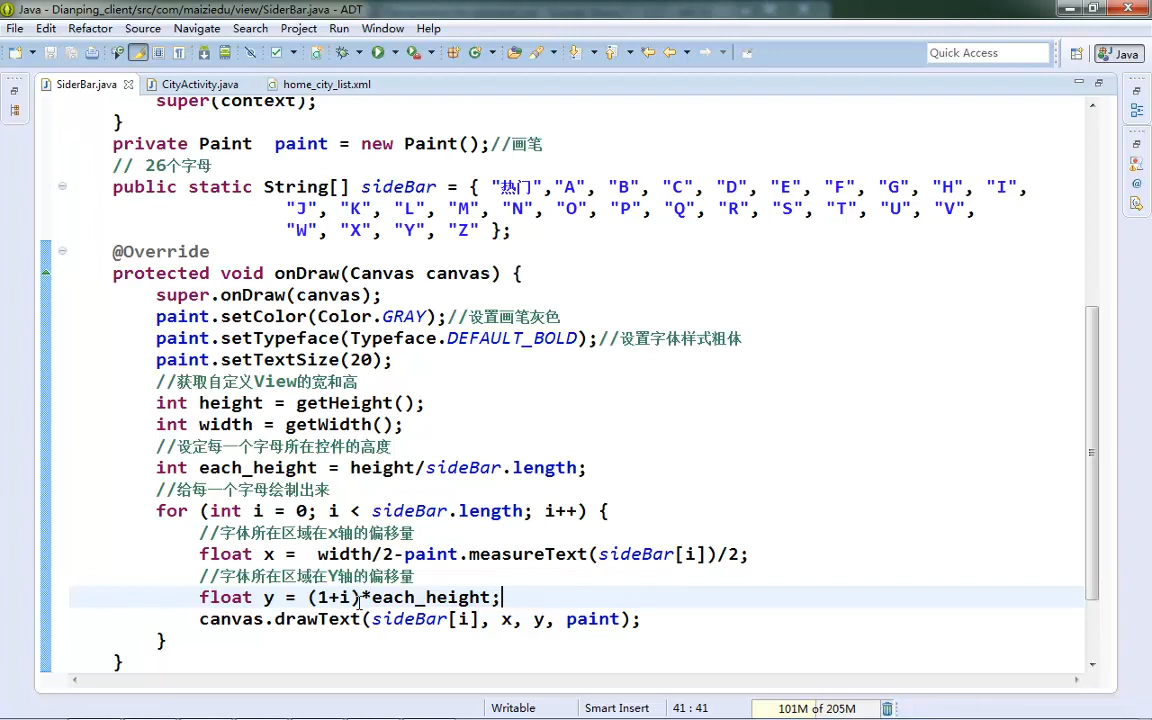 Java - Dianping_client/src/com/maiziedu/view/SiderBar.java - ADT
File Edit Refactor Source Navigate Search Project Run Window Help
Quick Access
Java
SiderBar.java CityActivity.java home_city_list.xml
super(context);
}
private Paint  paint = new Paint();//画笔
// 26个字母
public static String[] sideBar = { "热门","A", "B", "C", "D", "E", "F", "G", "H", "I",
"J", "K", "L", "M", "N", "O", "P", "Q", "R", "S", "T", "U", "V",
"W", "X", "Y", "Z" };
@Override
protected void onDraw(Canvas canvas) {
super.onDraw(canvas);
paint.setColor(Color.GRAY);//设置画笔灰色
paint.setTypeface(Typeface.DEFAULT_BOLD);//设置字体样式粗体
paint.setTextSize(20);
//获取自定义View的宽和高
int height = getHeight();
int width = getWidth();
//设定每一个字母所在控件的高度
int each_height = height/sideBar.length;
//给每一个字母绘制出来
for (int i = 0; i < sideBar.length; i++) {
//字体所在区域在x轴的偏移量
float x =  width/2-paint.measureText(sideBar[i])/2;
//字体所在区域在Y轴的偏移量
float y = (1+i)*each_height;
canvas.drawText(sideBar[i], x, y, paint);
}
}
Writable Smart Insert 41 : 41 101M of 205M